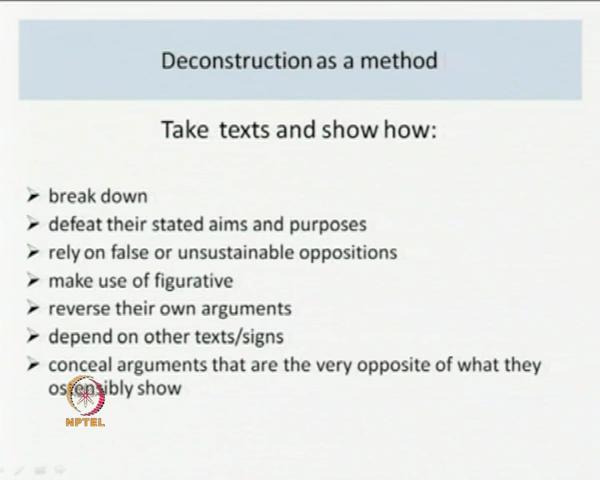 Deconstruction as a method
Take texts and show how:
➢ break down
➢ defeat their stated aims and purposes
➢ rely on false or unsustainable oppositions
➢ make use of figurative
➢ reverse their own arguments
➢ depend on other texts/signs
➢ conceal arguments that are the very opposite of what they
ostensibly show
NPTEL